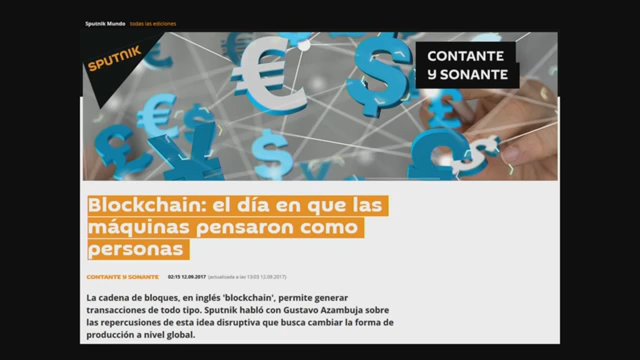 Sputnik Mundo todas las ediciones
SPUTNIK
CONTANTE
Y SONANTE
Blockchain: el día en que las
máquinas pensaron como
personas
CONTANTE Y SONANTE 02:15 12.09.2017 (actualizada a las 13:05 12.09.2017)
La cadena de bloques, en inglés 'blockchain', permite generar
transacciones de todo tipo. Sputnik habló con Gustavo Azambuja sobre
las repercusiones de esta idea disruptiva que busca cambiar la forma de
producción a nivel global.